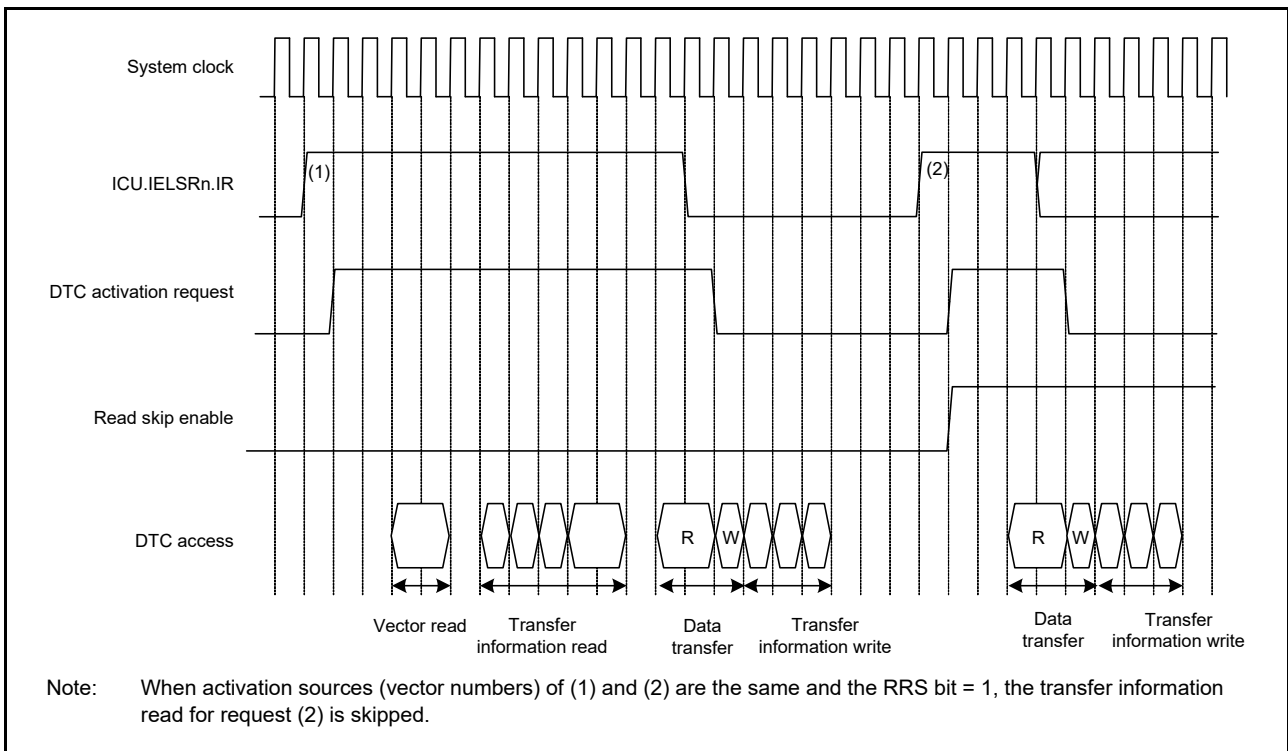 System clock
ICU.IELSRn.IR
(1)
(2)
DTC activation request
Read skip enable
DTC access
R
W
R
W
Vector read
Transfer
information read
Data
transfer
Transfer
information write
Data
transfer
Transfer
information write
Note: When activation sources (vector numbers) of (1) and (2) are the same and the RRS bit = 1, the transfer information
read for request (2) is skipped.